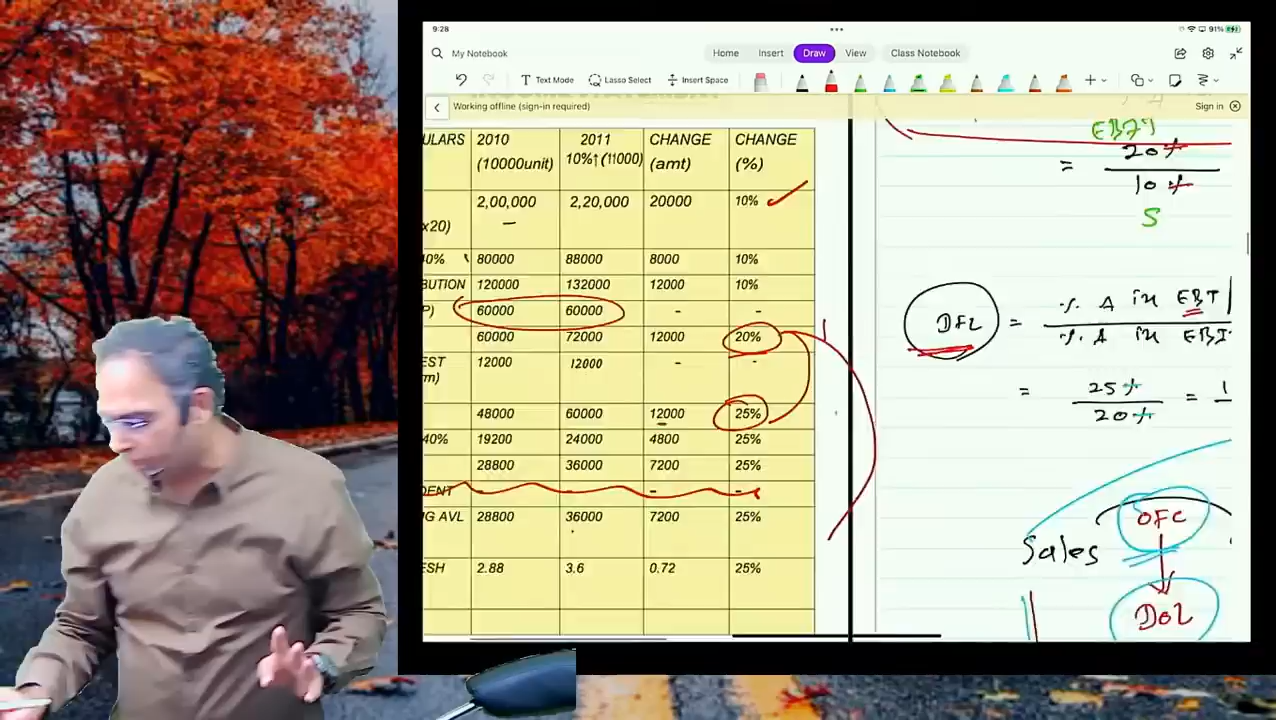 9:28
91%
My Notebook
Home Insert Draw View Class Notebook
Text Mode Lasso Select Insert Space
Working offline (sign-in required) Sign in
ULARS 2010 2011 CHANGE CHANGE
(10000unit) 10%↑(11000) (amt) (%)
2,00,000 2,20,000 20000 10%
x20)
40% 80000 88000 8000 10%
BUTION 120000 132000 12000 10%
P) 60000 60000 - -
60000 72000 12000 20%
EST 12000 12000 - -
m)
48000 60000 12000 25%
40% 19200 24000 4800 25%
28800 36000 7200 25%
DENT - - - -
G AVL 28800 36000 7200 25%
ESH 2.88 3.6 0.72 25%
= 20%
10%
S
DFL = % Δ in EBT
% Δ in EBI
= 25% = 1
20%
OFC
Sales
DOL